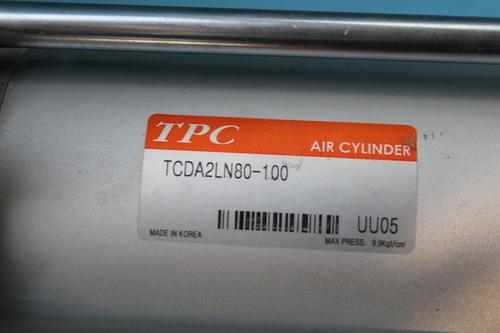 TPC
AIR CYLINDER
TCDA2LN80-100
UU05
MADE IN KOREA
MAX PRESS. 9.9Kgf/cm²